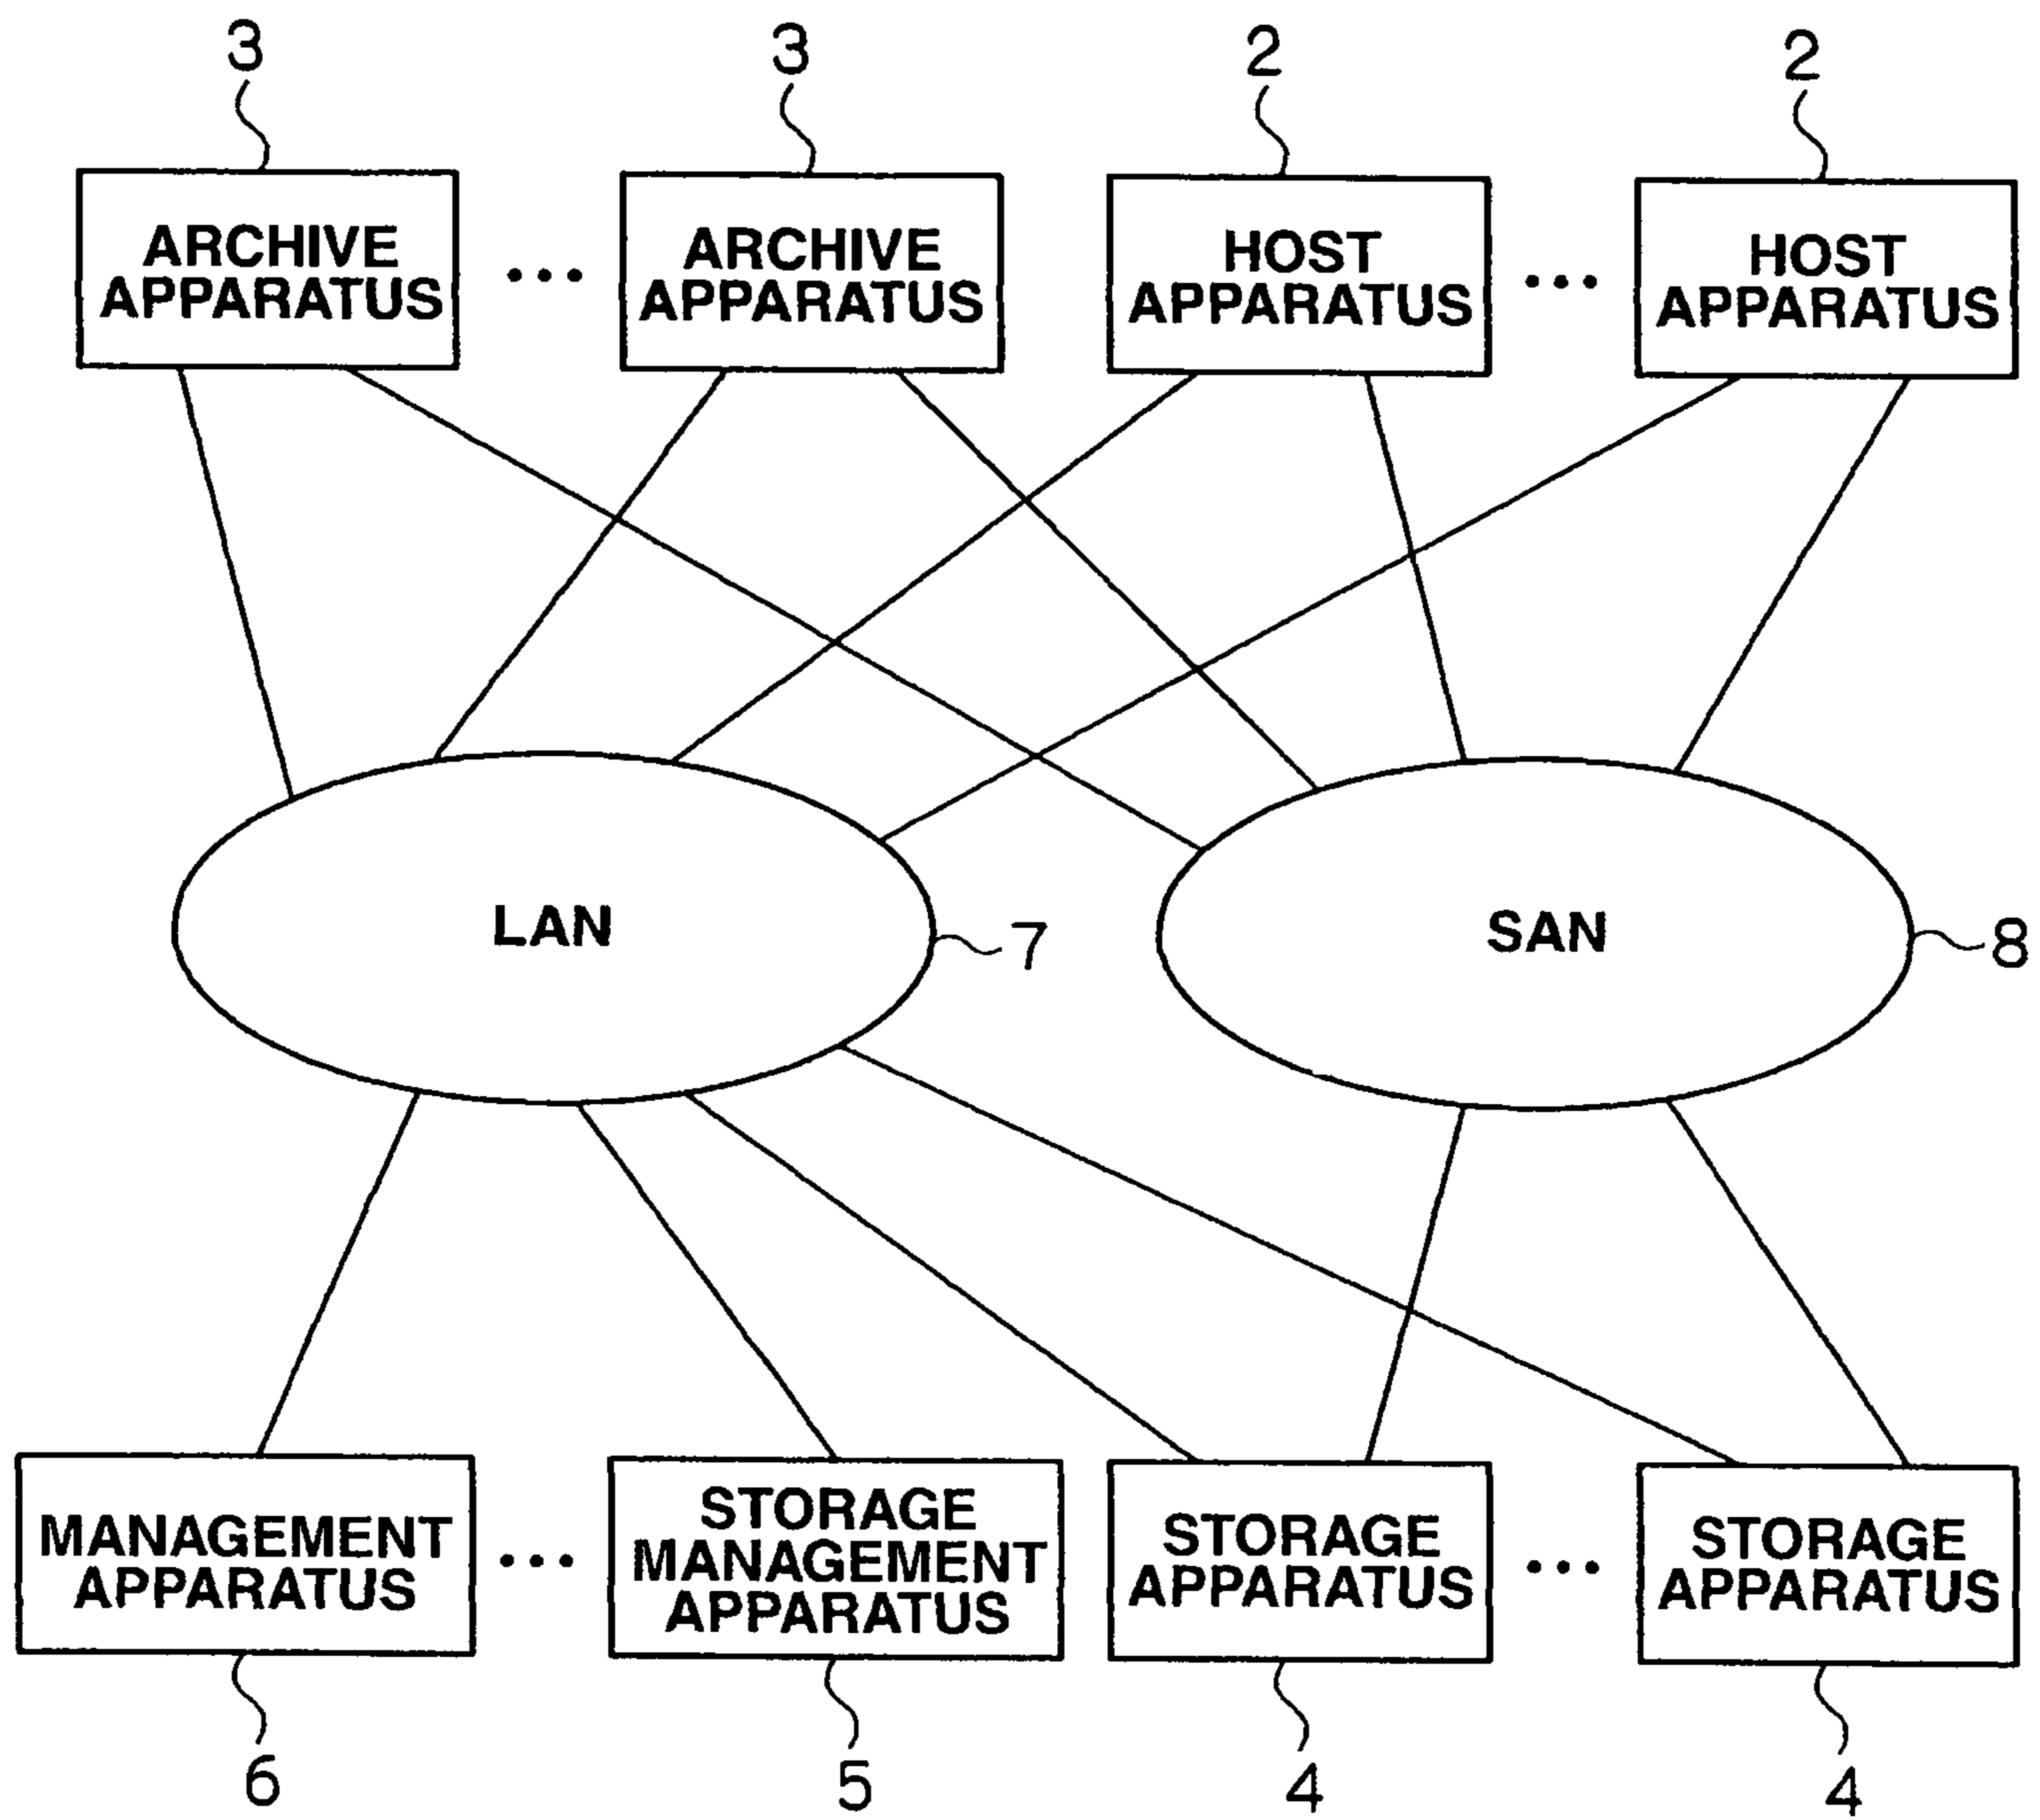 3
3
2
2
ARCHIVE
APPARATUS
...
ARCHIVE
APPARATUS
HOST
APPARATUS
...
HOST
APPARATUS
LAN
7
SAN
8
MANAGEMENT
APPARATUS
...
STORAGE
MANAGEMENT
APPARATUS
STORAGE
APPARATUS
...
STORAGE
APPARATUS
6
5
4
4